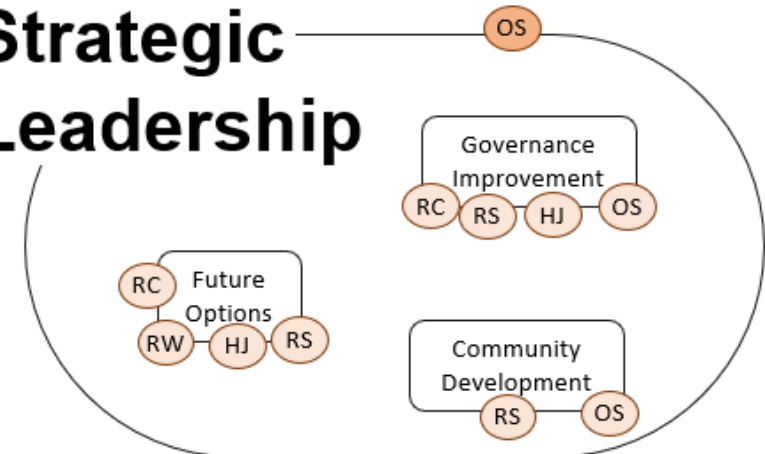 Strategic
Leadership
OS
Governance
Improvement
RC
RS
HJ
OS
Future
Options
RC
RW
HJ
RS
Community
Development
RS
OS